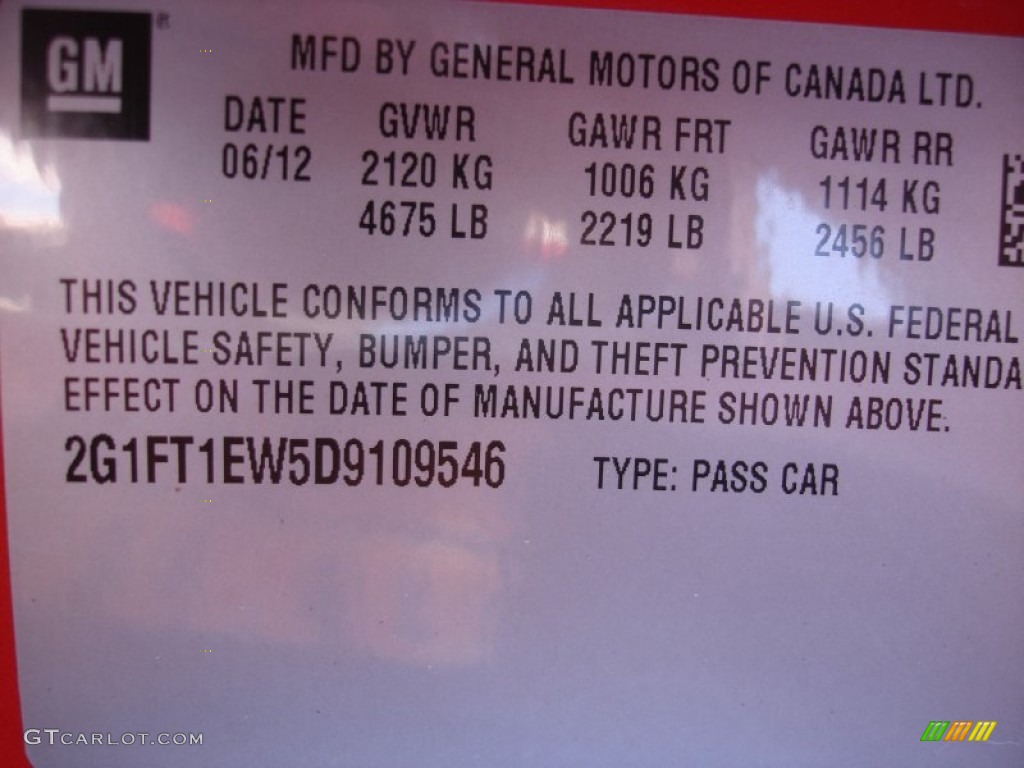 GM
MFD BY GENERAL MOTORS OF CANADA LTD.
DATE GVWR GAWR FRT GAWR RR
06/12 2120 KG 1006 KG 1114 KG
4675 LB 2219 LB 2456 LB
THIS VEHICLE CONFORMS TO ALL APPLICABLE U.S. FEDERAL
VEHICLE SAFETY, BUMPER, AND THEFT PREVENTION STANDA
EFFECT ON THE DATE OF MANUFACTURE SHOWN ABOVE.
2G1FT1EW5D9109546 TYPE: PASS CAR
GTCARLOT.COM